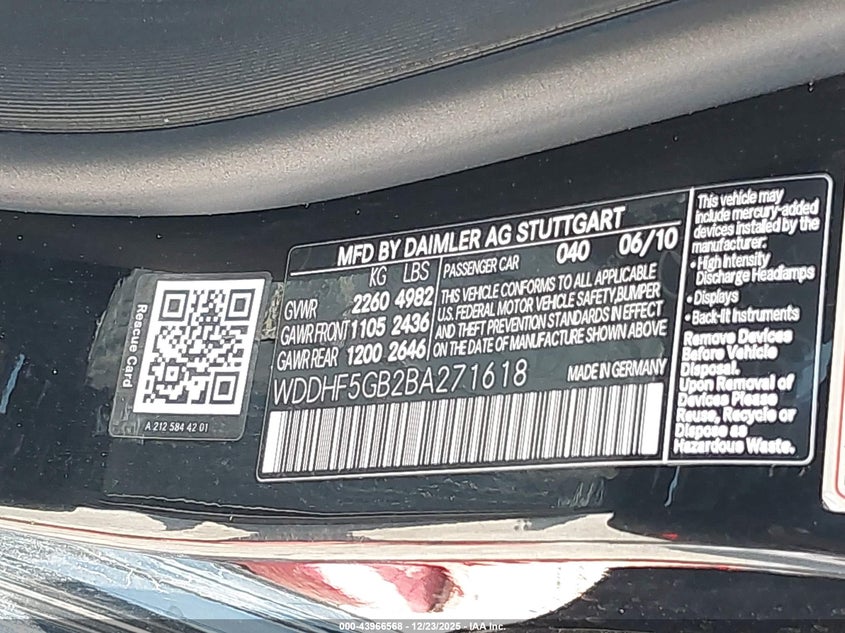 Rescue Card
A 212 584 42 01
MFD BY DAIMLER AG STUTTGART
KG LBS
GVWR 2260 4982
GAWR FRONT 1105 2436
GAWR REAR 1200 2646
PASSENGER CAR 040 06/10
THIS VEHICLE CONFORMS TO ALL APPLICABLE
U.S. FEDERAL MOTOR VEHICLE SAFETY, BUMPER
AND THEFT PREVENTION STANDARDS IN EFFECT
ON THE DATE OF MANUFACTURE SHOWN ABOVE
WDDHF5GB2BA271618
MADE IN GERMANY
This vehicle may
include mercury-added
devices installed by the
manufacturer:
• High Intensity
Discharge Headlamps
• Displays
• Back-lit Instruments
Remove Devices
Before Vehicle
Disposal.
Upon Removal of
Devices Please
Reuse, Recycle or
Dispose as
Hazardous Waste.
000-43966568 - 12/23/2025 - IAA Inc.